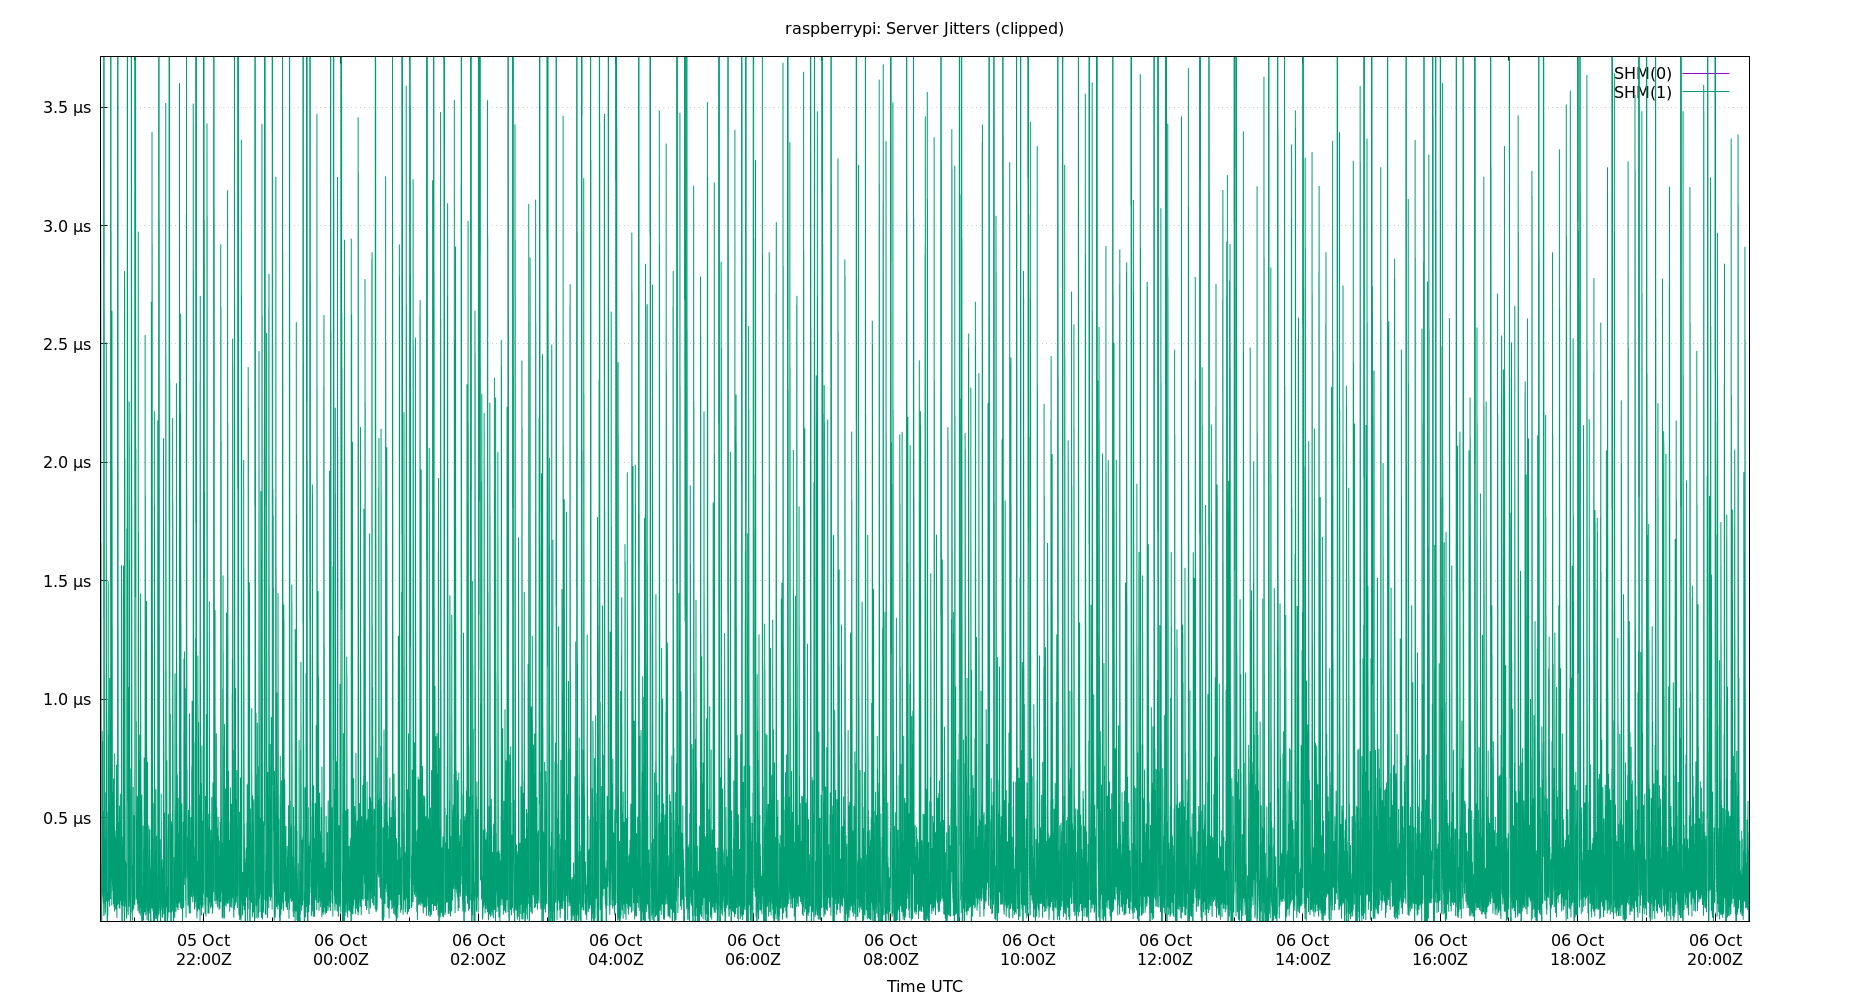 raspberrypi: Server Jitters (clipped)
SHM(0)
SHM(1)
3.5 µs
3.0 µs
2.5 µs
2.0 µs
1.5 µs
1.0 µs
0.5 µs
05 Oct 06 Oct 06 Oct 06 Oct 06 Oct 06 Oct 06 Oct 06 Oct 06 Oct 06 Oct 06 Oct 06 Oct
22:00Z 00:00Z 02:00Z 04:00Z 06:00Z 08:00Z 10:00Z 12:00Z 14:00Z 16:00Z 18:00Z 20:00Z
Time UTC